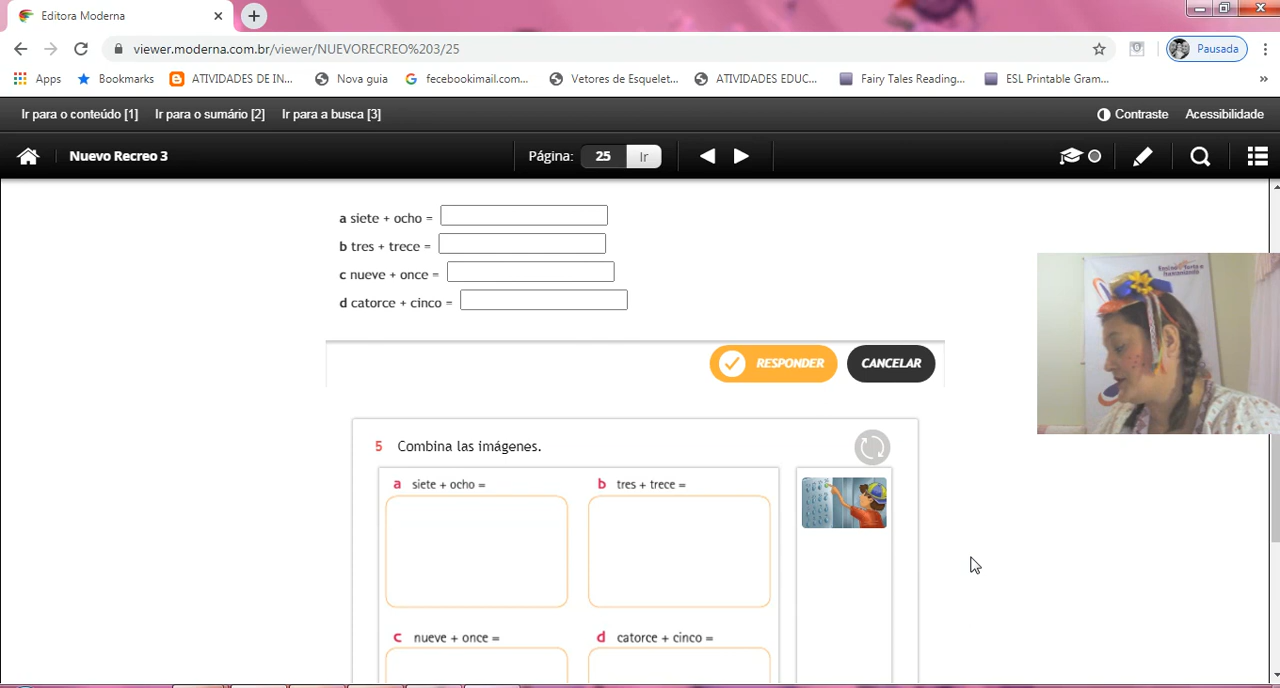 Editora Moderna
viewer.moderna.com.br/viewer/NUEVORECREO%203/25
Pausada
Apps Bookmarks ATIVIDADES DE IN... Nova guia fecebookimail.com... Vetores de Esquelet... ATIVIDADES EDUC... Fairy Tales Reading... ESL Printable Gram... »
Ir para o conteúdo [1] Ir para o sumário [2] Ir para a busca [3] Contraste Acessibilidade
Nuevo Recreo 3 Página: 25 Ir
a siete + ocho =
b tres + trece =
c nueve + once =
d catorce + cinco =
RESPONDER CANCELAR
5 Combina las imágenes.
a siete + ocho = b tres + trece =
c nueve + once = d catorce + cinco =